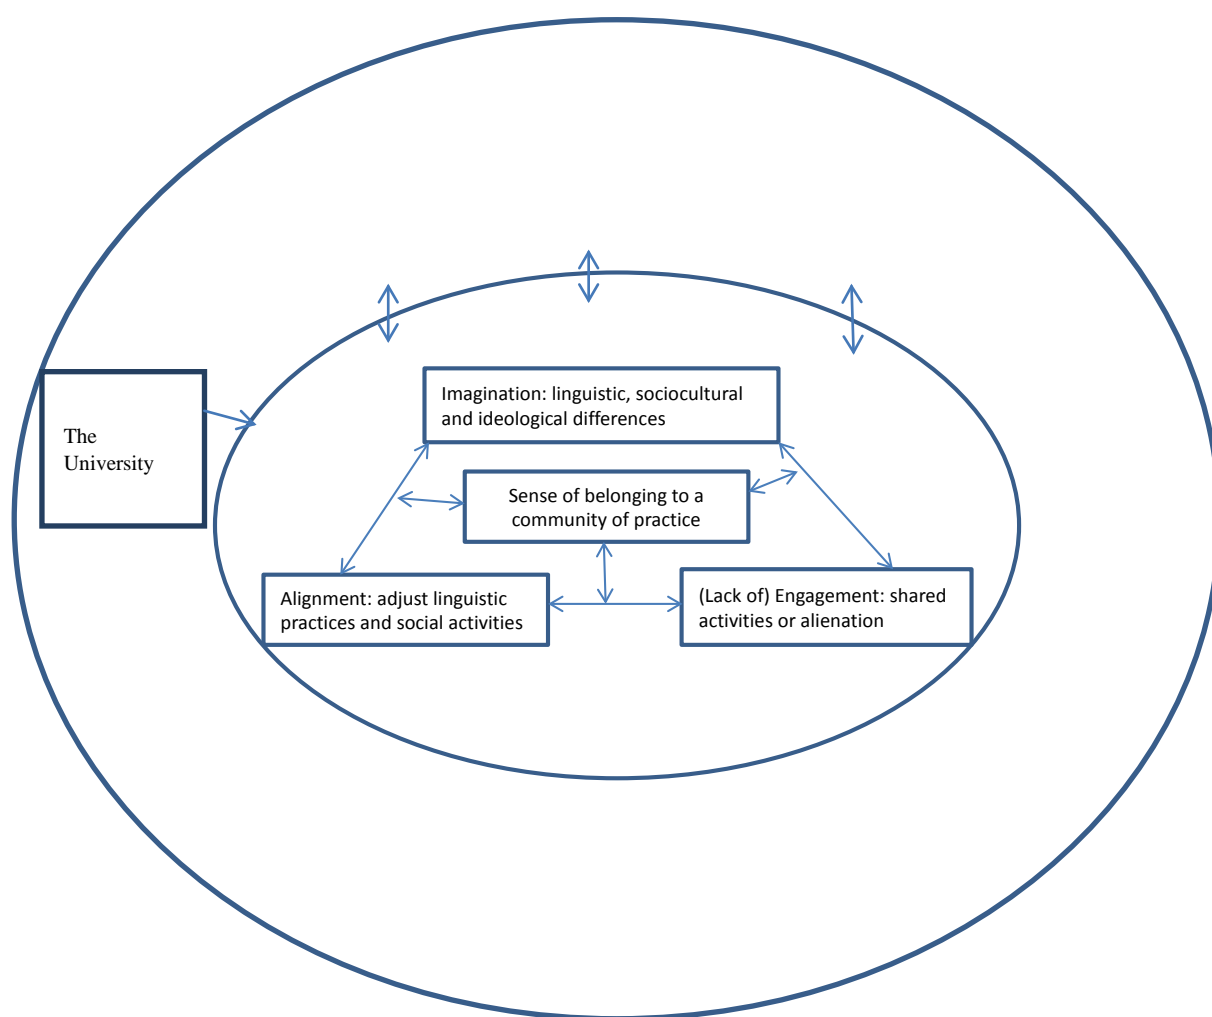 Imagination: linguistic, sociocultural
and ideological differences
The
University
Sense of belonging to a
community of practice
Alignment: adjust linguistic
practices and social activities
(Lack of) Engagement: shared
activities or alienation